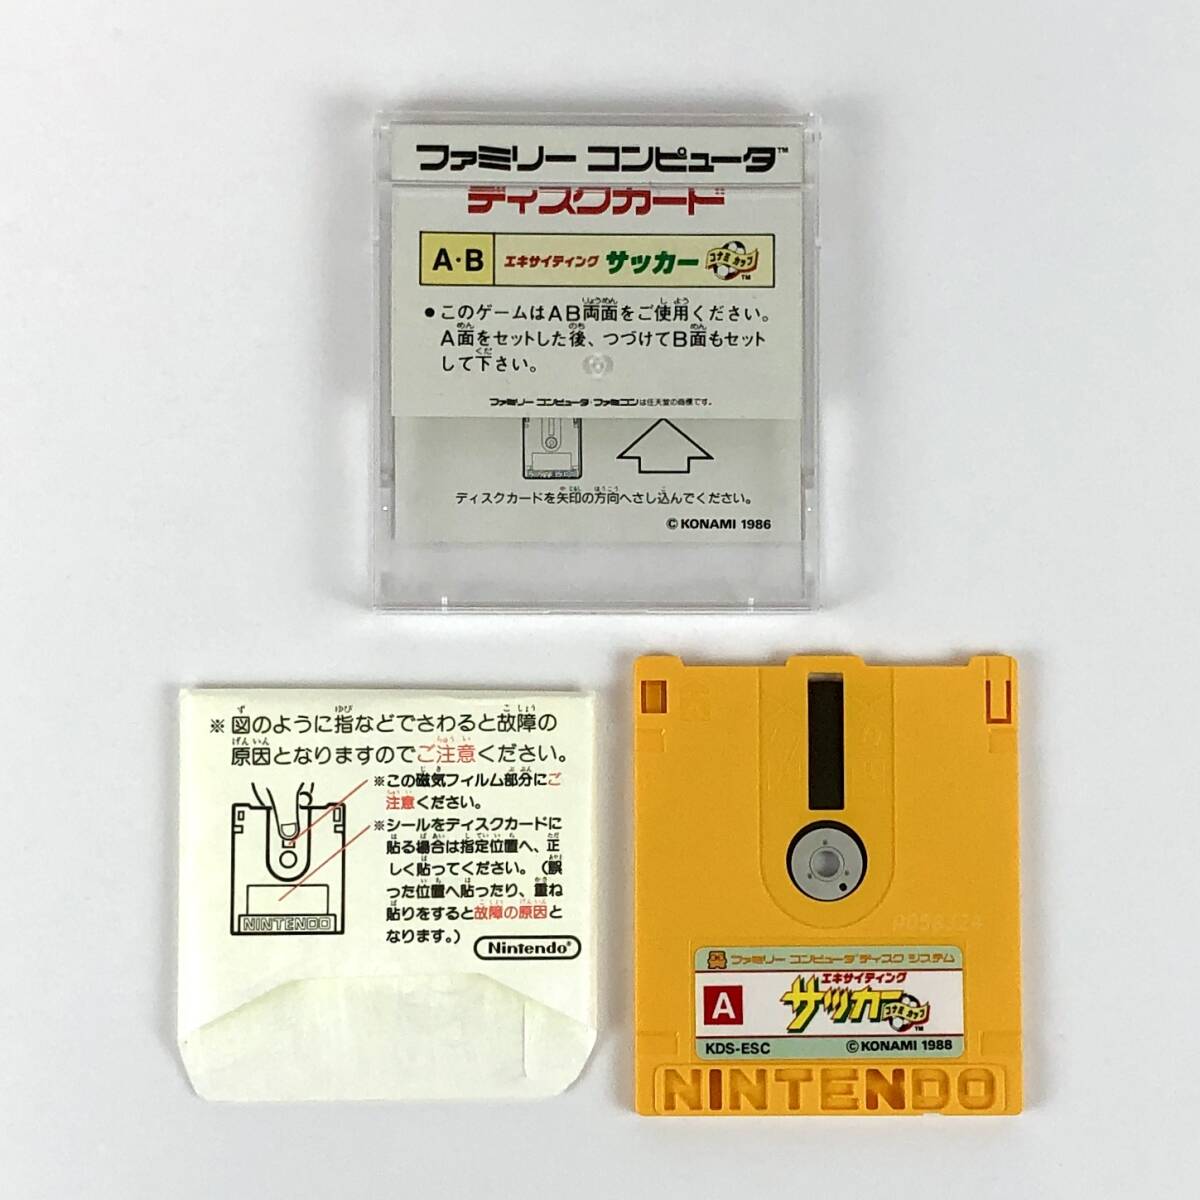 ファミリー コンピュータ™
ディスクカード
A・B エキサイティング サッカー コナミ カップ ™
●このゲームはAB両面をご使用ください。
A面をセットした後、つづけてB面もセット
して下さい。
ファミリー コンピュータ・ファミコンは任天堂の商標です。
ディスクカードを矢印の方向へさし込んでください。
©KONAMI 1986
※図のように指などでさわると故障の
原因となりますのでご注意ください。
※この磁気フィルム部分にご
注意ください。
※シールをディスクカードに
貼る場合は指定位置へ、正
しく貼ってください。(誤
った位置へ貼ったり、重ね
貼りをすると故障の原因と
なります。)
NINTENDO
Nintendo®
ファミリー コンピュータ ディスク システム
エキサイティング
A サッカー コナミ カップ ™
KDS-ESC ©KONAMI 1988
NINTENDO